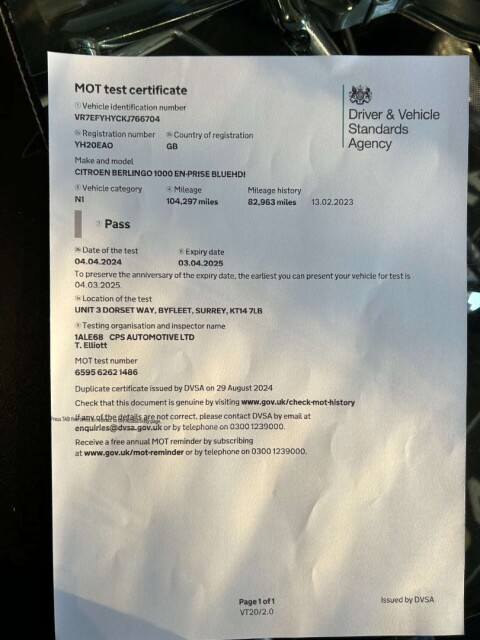 MOT test certificate
Vehicle identification number
VR7EFYHYCKJ766704
Registration number Country of registration
YH20EAO GB
Make and model
CITROEN BERLINGO 1000 EN-PRISE BLUEHDI
Vehicle category Mileage Mileage history
N1 104,297 miles 82,963 miles 13.02.2023
Pass
Date of the test Expiry date
04.04.2024 03.04.2025
To preserve the anniversary of the expiry date, the earliest you can present your vehicle for test is
04.03.2025.
Location of the test
UNIT 3 DORSET WAY, BYFLEET, SURREY, KT14 7LB
Testing organisation and inspector name
1ALE68 CPS AUTOMOTIVE LTD
T. Elliott
MOT test number
6595 6262 1486
Duplicate certificate issued by DVSA on 29 August 2024
Check that this document is genuine by visiting www.gov.uk/check-mot-history
If any of the details are not correct, please contact DVSA by email at
enquiries@dvsa.gov.uk or by telephone on 0300 1239000.
Receive a free annual MOT reminder by subscribing
at www.gov.uk/mot-reminder or by telephone on 0300 1239000.
Driver & Vehicle
Standards
Agency
Page 1 of 1
VT20/2.0
Issued by DVSA